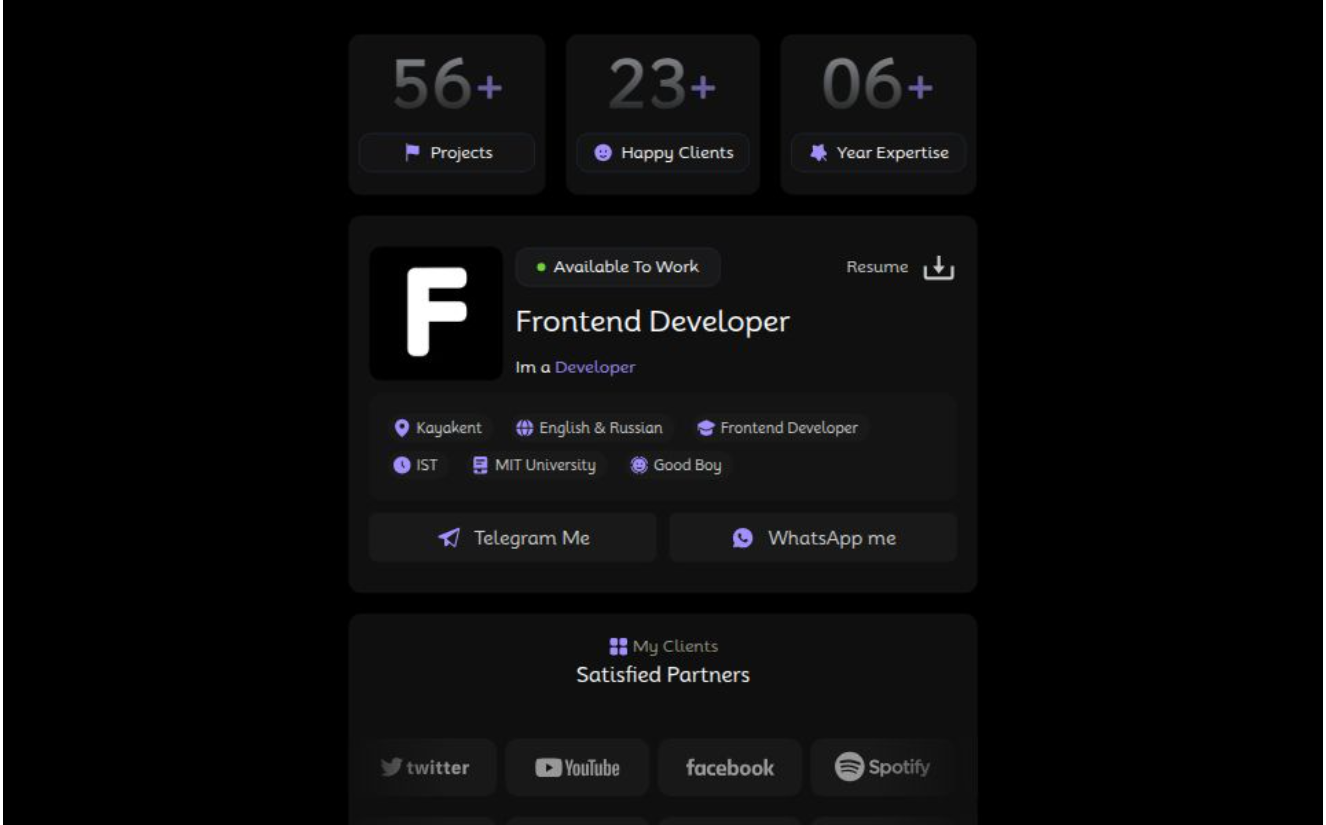 56+ 23+ 06+
Projects Happy Clients Year Expertise
F
Available To Work Resume
Frontend Developer
Im a Developer
Kayakent English & Russian Frontend Developer
IST MIT University Good Boy
Telegram Me WhatsApp me
My Clients
Satisfied Partners
twitter YouTube facebook Spotify